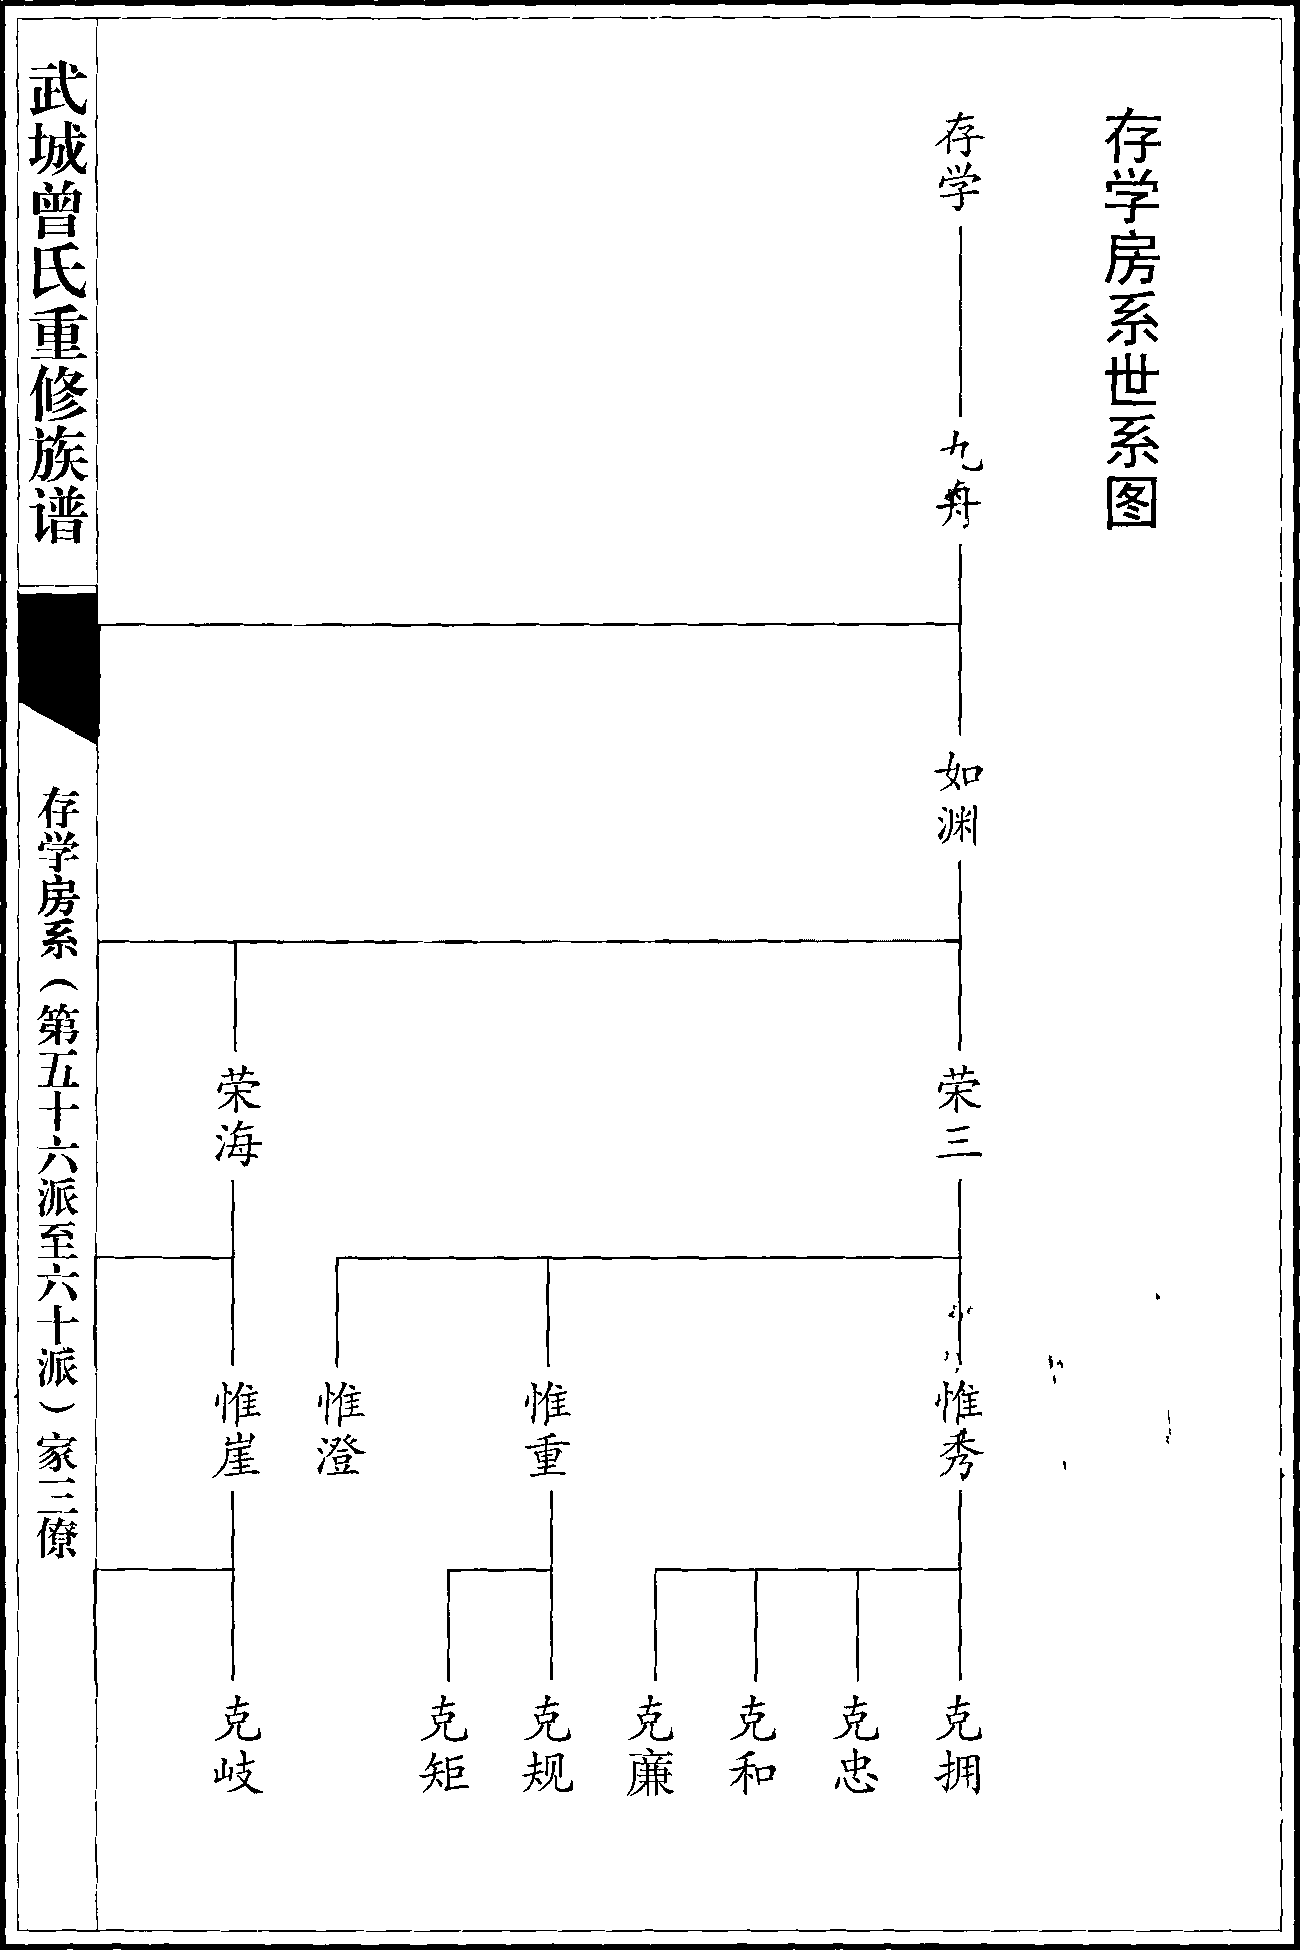 存学房系世系图
存学
九舟
如渊
荣三
荣海
惟秀
惟重
惟澄
惟崖
克拥
克忠
克和
克廉
克规
克矩
克岐
武城曾氏重修族谱
存学房系（第五十六派至六十派）家三僚